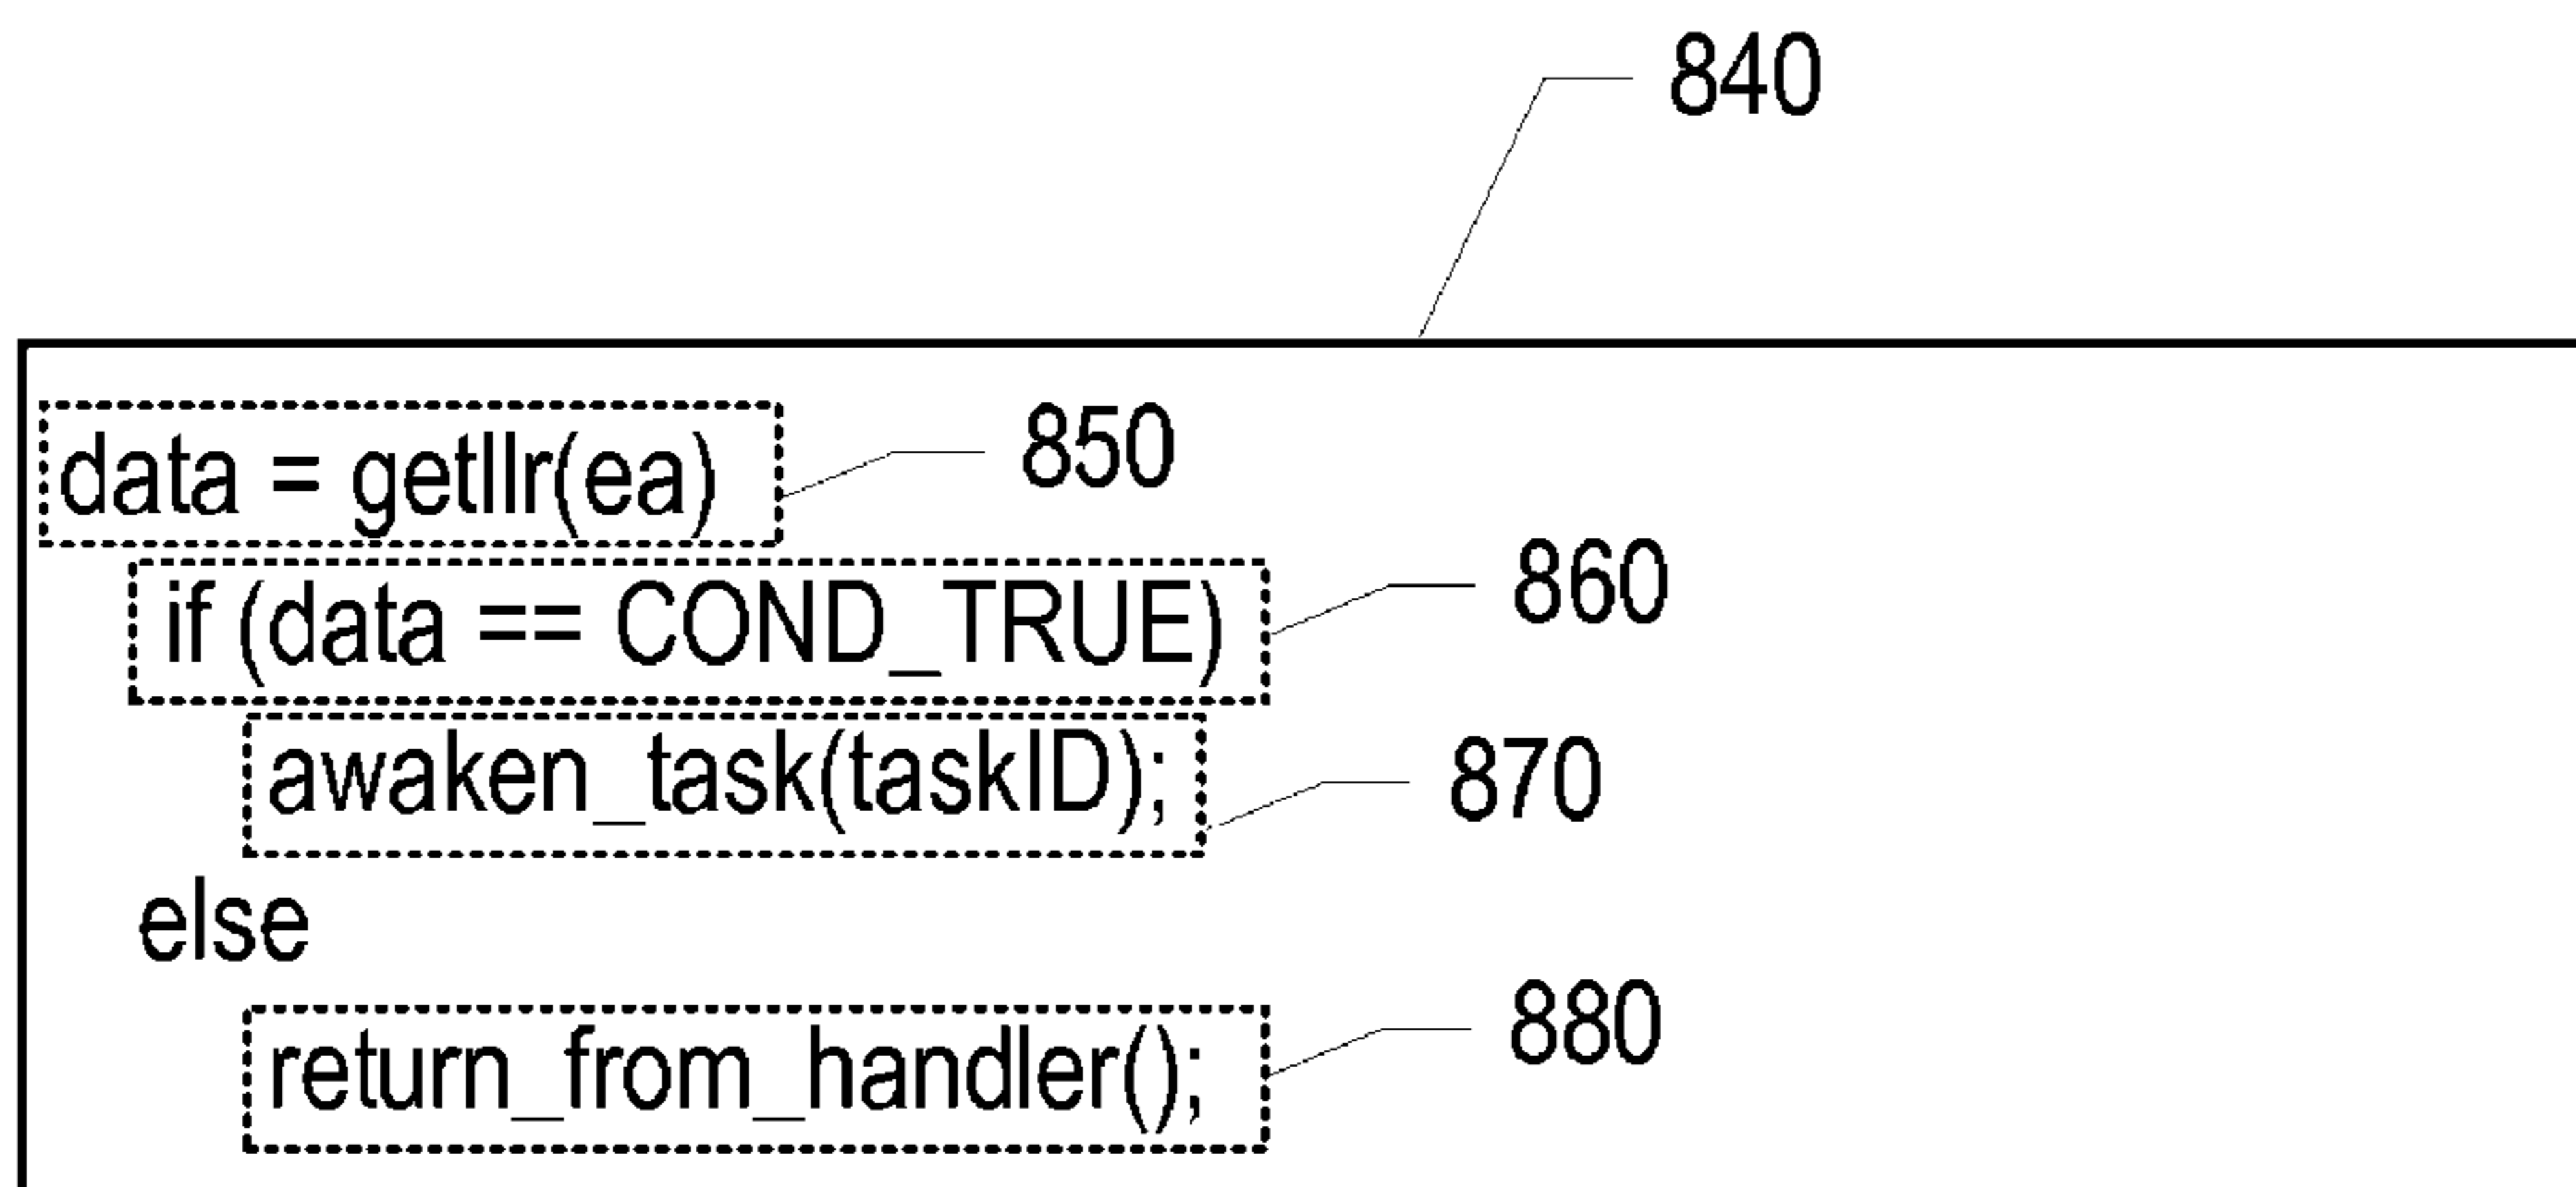 840
data = getllr(ea) 850
if (data == COND_TRUE) 860
awaken_task(taskID); 870
else
return_from_handler(); 880